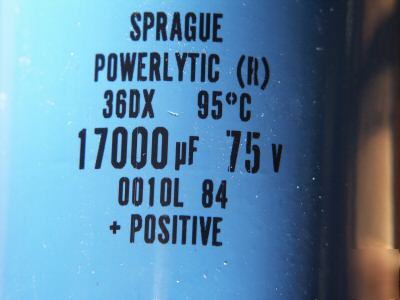 SPRAGUE
POWERLYTIC (R)
36DX 95°C
17000 µF 75 V
0010L 84
+ POSITIVE